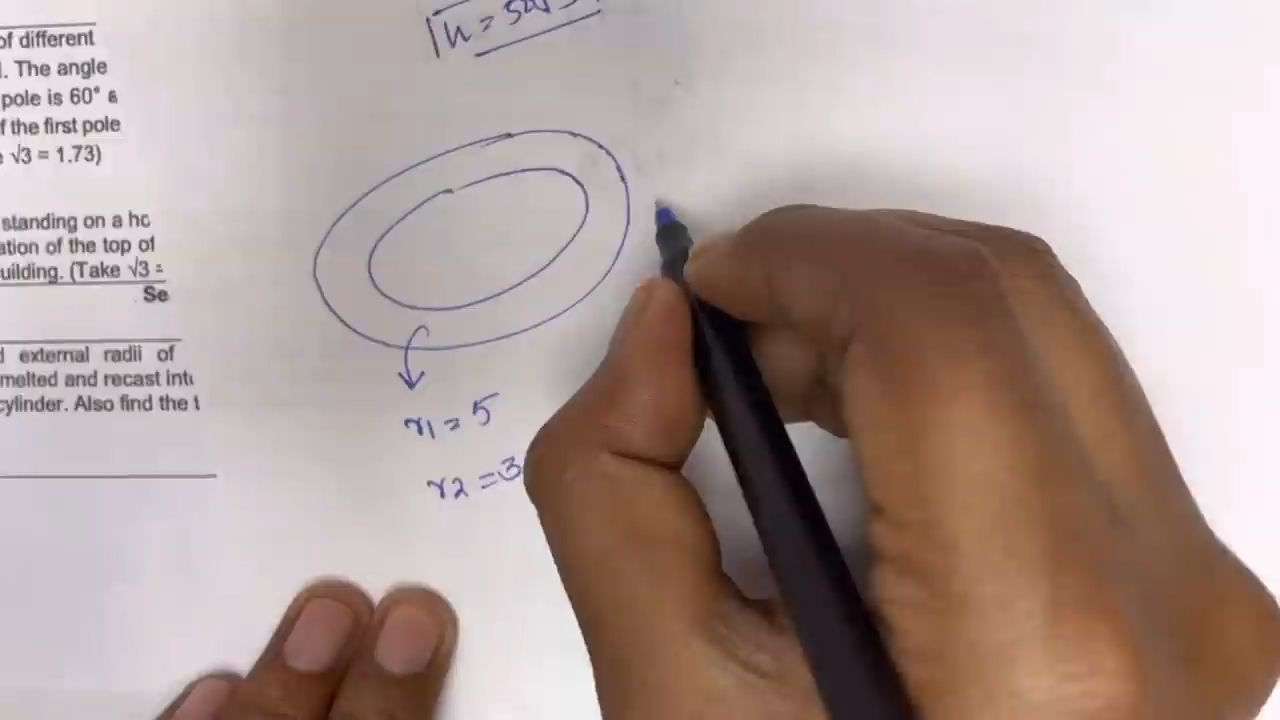 of different
. The angle
pole is 60°
f the first pole
√3 = 1.73)
standing on a
ation of the top of
uilding. (Take √3 =
Se
external radii of
melted and recast
cylinder. Also find the
h =
r1 = 5
r2 = 3